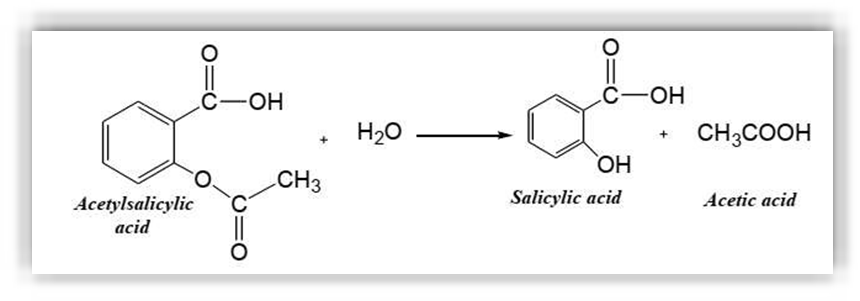 O
C—OH
O
C
CH₃
O
Acetylsalicylic
acid
+
H₂O
O
C—OH
OH
Salicylic acid
+
CH₃COOH
Acetic acid